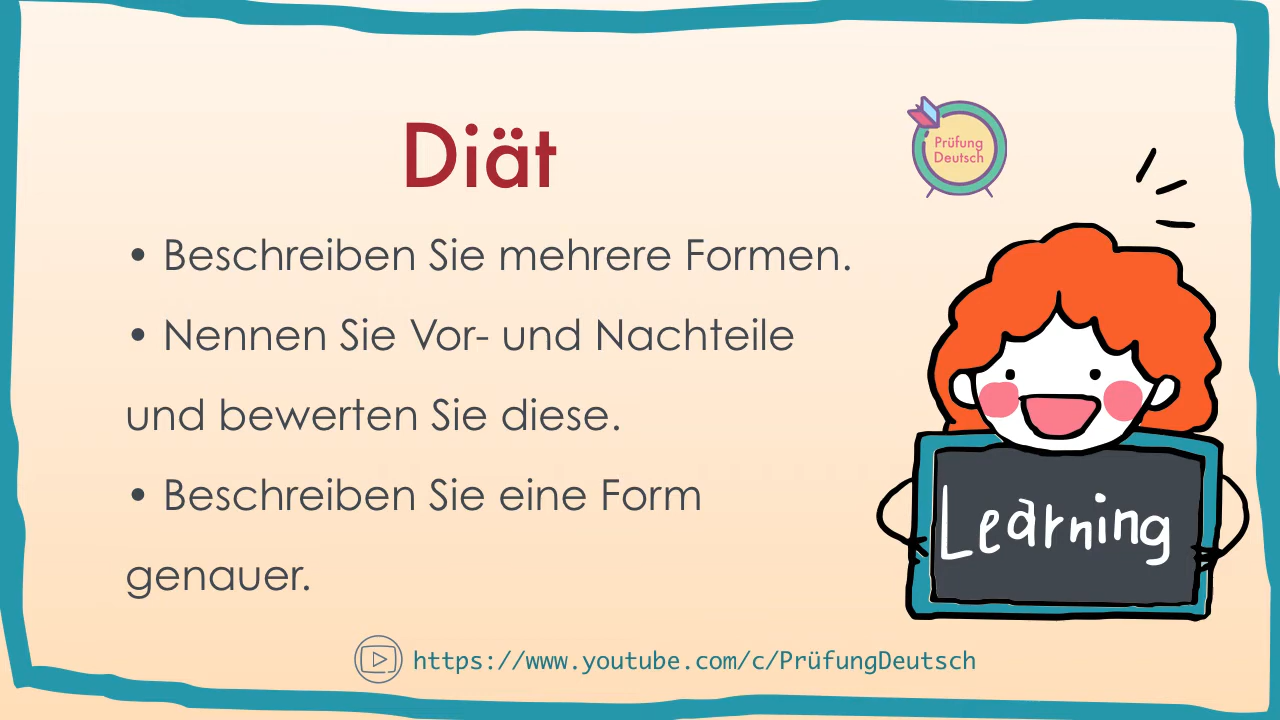 Diät
Prüfung
Deutsch
• Beschreiben Sie mehrere Formen.
• Nennen Sie Vor- und Nachteile
und bewerten Sie diese.
• Beschreiben Sie eine Form
genauer.
Learning
https://www.youtube.com/c/PrüfungDeutsch